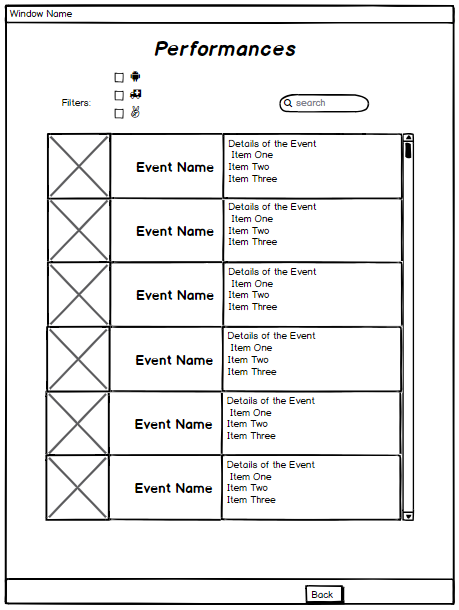 Window Name
Performances
Filters:
search
Event Name
Details of the Event
Item One
Item Two
Item Three
Event Name
Details of the Event
Item One
Item Two
Item Three
Event Name
Details of the Event
Item One
Item Two
Item Three
Event Name
Details of the Event
Item One
Item Two
Item Three
Event Name
Details of the Event
Item One
Item Two
Item Three
Event Name
Details of the Event
Item One
Item Two
Item Three
Back